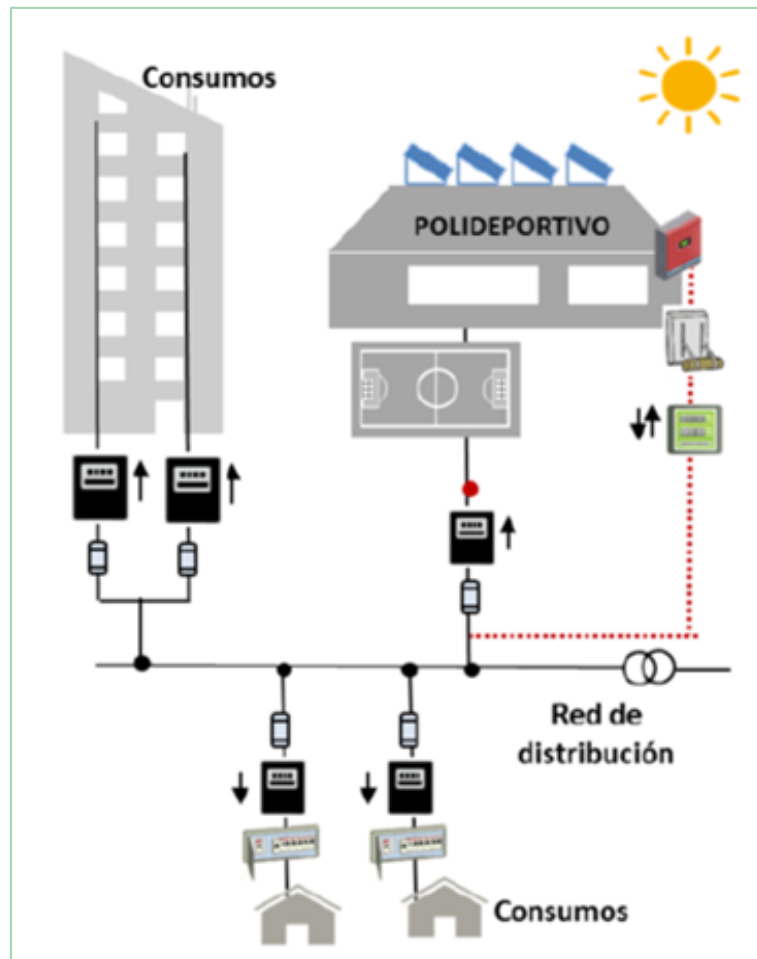 Consumos
POLIDEPORTIVO
Red de
distribución
Consumos